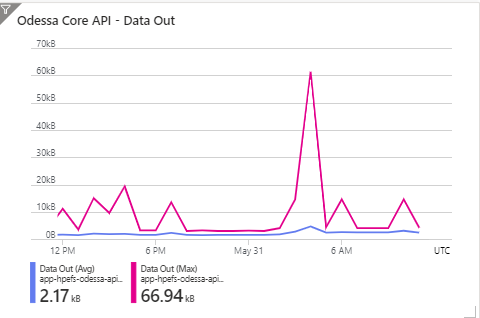 Odessa Core API - Data Out
70kB
60kB
50kB
40kB
30kB
20kB
10kB
0B
12 PM
6 PM
May 31
6 AM
UTC
Data Out (Avg)
app-hpefs-odessa-api...
2.17 kB
Data Out (Max)
app-hpefs-odessa-api...
66.94 kB